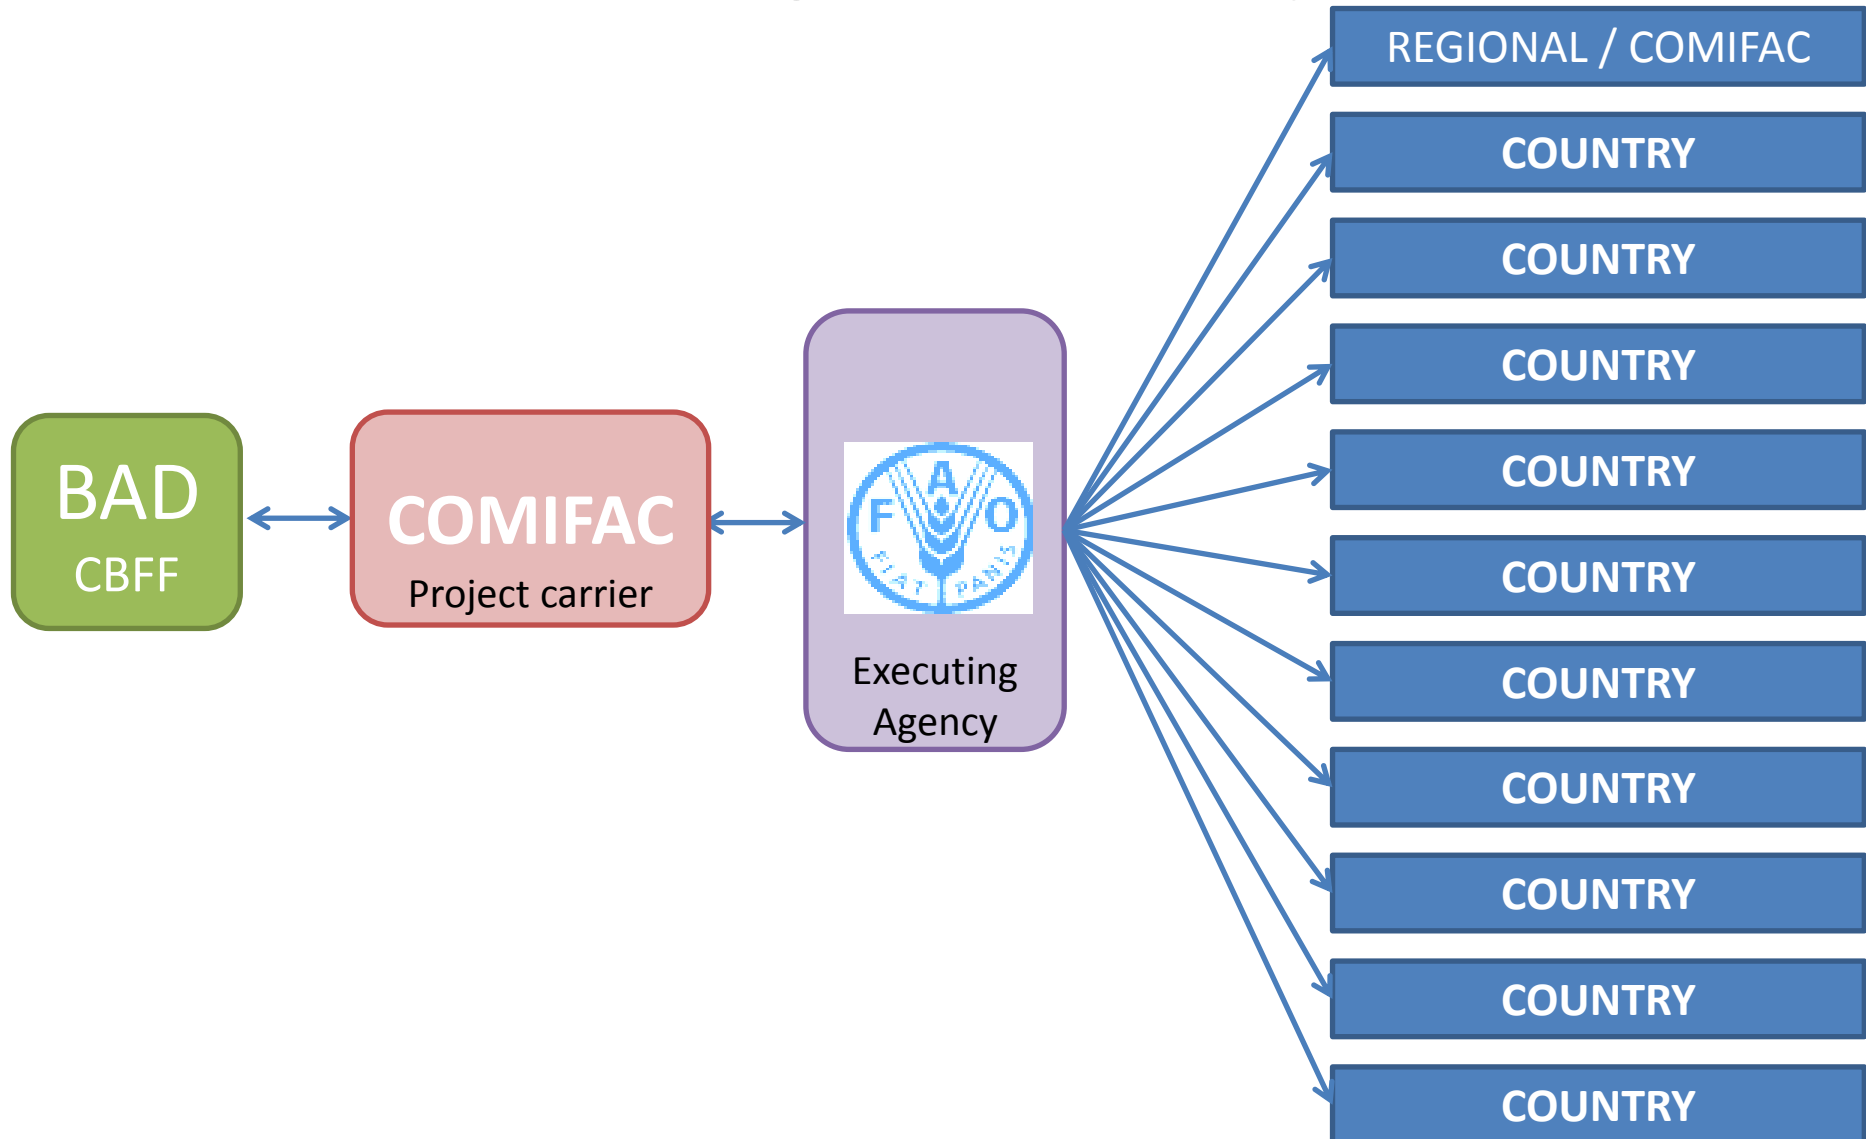 REGIONAL / COMIFAC
COUNTRY
COUNTRY
COUNTRY
COUNTRY
COUNTRY
COUNTRY
COUNTRY
COUNTRY
COUNTRY
COUNTRY
BAD
CBFF
COMIFAC
Project carrier
F A O
FIAT PANIS
Executing
Agency